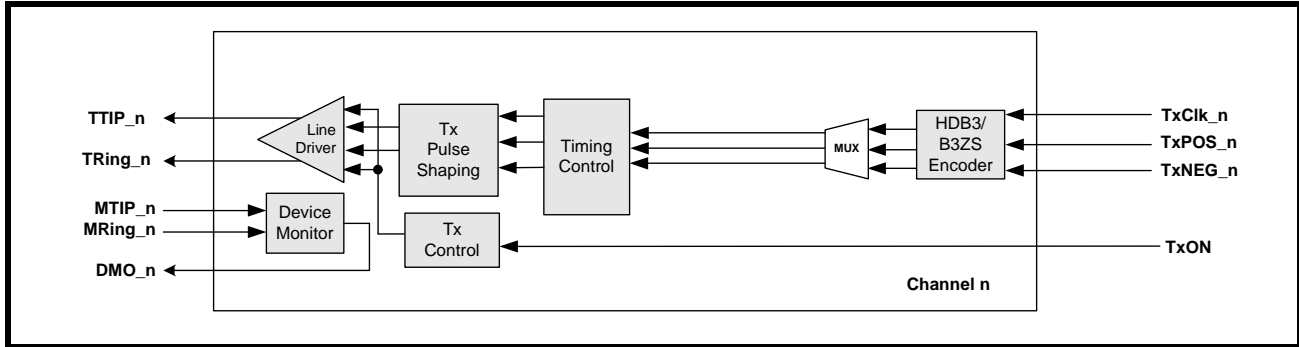 TTIP_n
TRing_n
MTIP_n
MRing_n
DMO_n
Line
Driver
Device
Monitor
Tx
Pulse
Shaping
Tx
Control
Timing
Control
MUX
HDB3/
B3ZS
Encoder
TxClk_n
TxPOS_n
TxNEG_n
TxON
Channel n